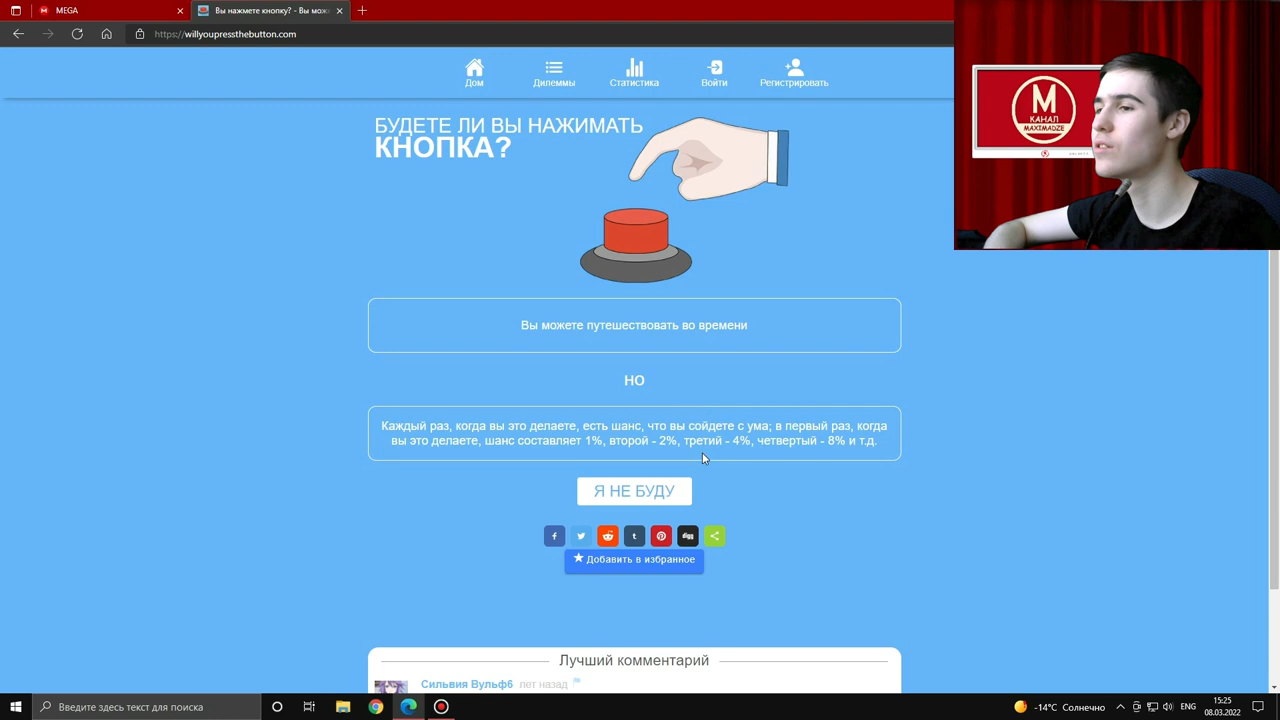 MEGA
Вы нажмете кнопку? - Вы мож
https://willyoupressthebutton.com
Дом
Дилеммы
Статистика
Войти
Регистрировать
БУДЕТЕ ЛИ ВЫ НАЖИМАТЬ
КНОПКА?
М
КАНАЛ
MAXIMADZE
Вы можете путешествовать во времени
НО
Каждый раз, когда вы это делаете, есть шанс, что вы сойдете с ума; в первый раз, когда
вы это делаете, шанс составляет 1%, второй - 2%, третий - 4%, четвертый - 8% и т.д.
Я НЕ БУДУ
digg
Добавить в избранное
Лучший комментарий
Сильвия Вульф6 лет назад
Введите здесь текст для поиска
-14°C Солнечно
15:25
08.03.2022